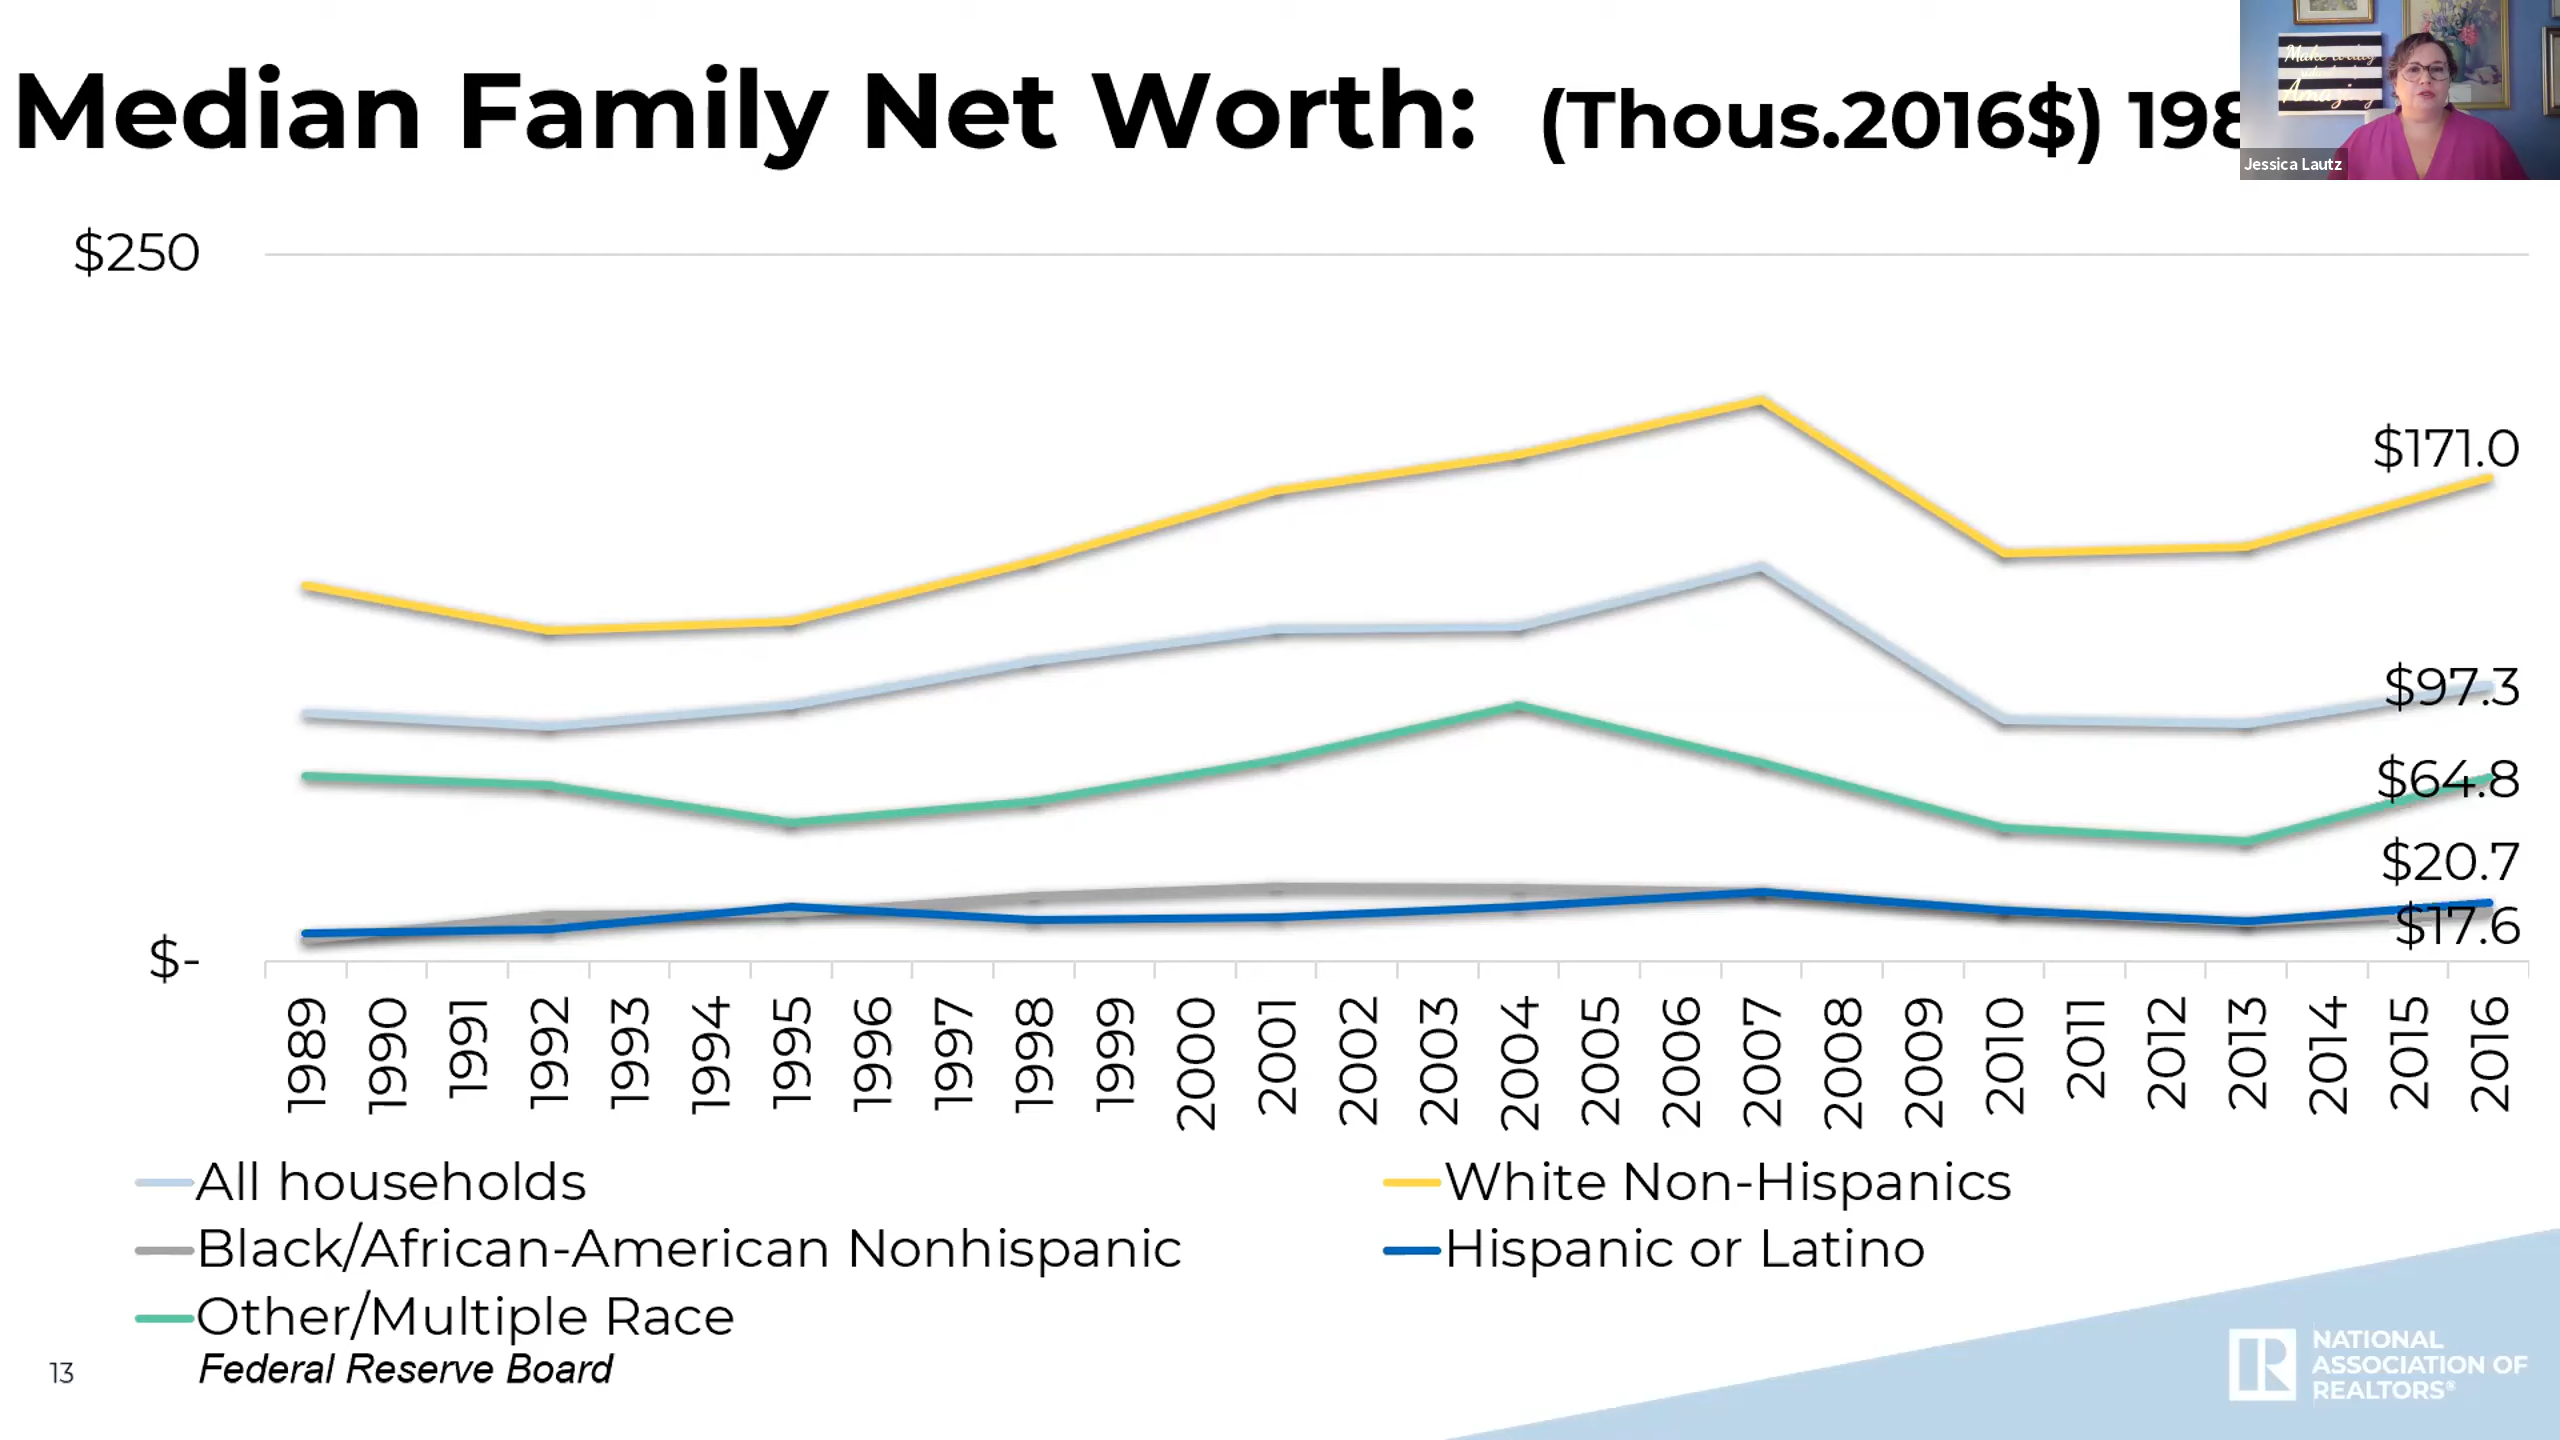 Median Family Net Worth: (Thous.2016$) 198
Make today
Amazing
Jessica Lautz
$250
$171.0
$97.3
$64.8
$20.7
$17.6
$-
1989 1990 1991 1992 1993 1994 1995 1996 1997 1998 1999 2000 2001 2002 2003 2004 2005 2006 2007 2008 2009 2010 2011 2012 2013 2014 2015 2016
All households
White Non-Hispanics
Black/African-American Nonhispanic
Hispanic or Latino
Other/Multiple Race
Federal Reserve Board
13
NATIONAL
ASSOCIATION OF
REALTORS®